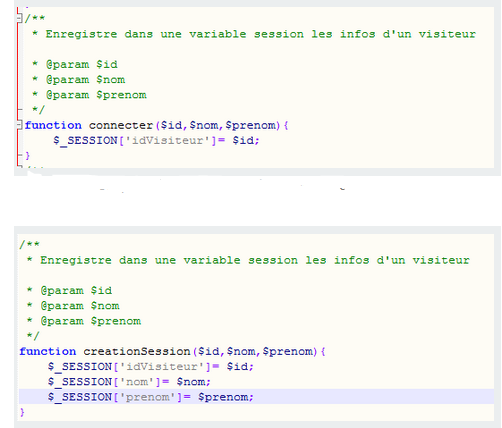 /**
* Enregistre dans une variable session les infos d'un visiteur
* @param $id
* @param $nom
* @param $prenom
*/
function connecter($id,$nom,$prenom){
$_SESSION['idVisiteur']= $id;
}
/**
* Enregistre dans une variable session les infos d'un visiteur
* @param $id
* @param $nom
* @param $prenom
*/
function creationSession($id,$nom,$prenom){
$_SESSION['idVisiteur']= $id;
$_SESSION['nom']= $nom;
$_SESSION['prenom']= $prenom;
}